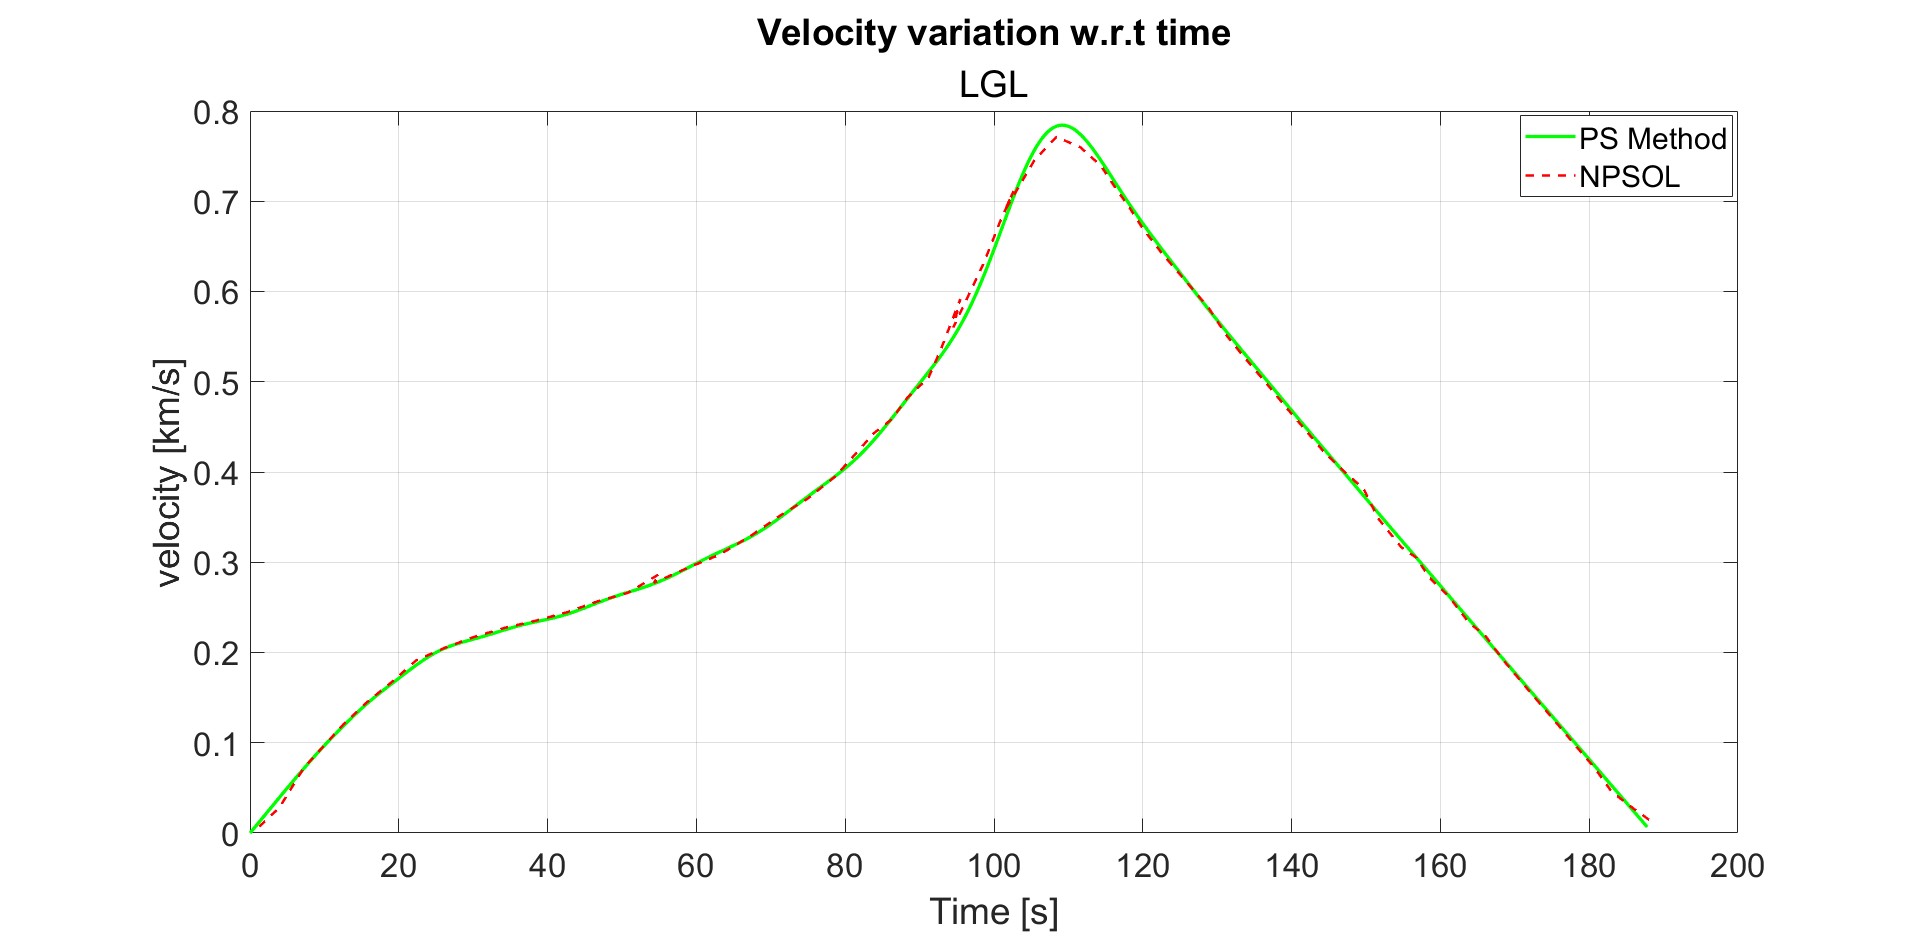 Velocity variation w.r.t time
LGL
PS Method
NPSOL
0.8
0.7
0.6
0.5
0.4
0.3
0.2
0.1
0
velocity [km/s]
0 20 40 60 80 100 120 140 160 180 200
Time [s]